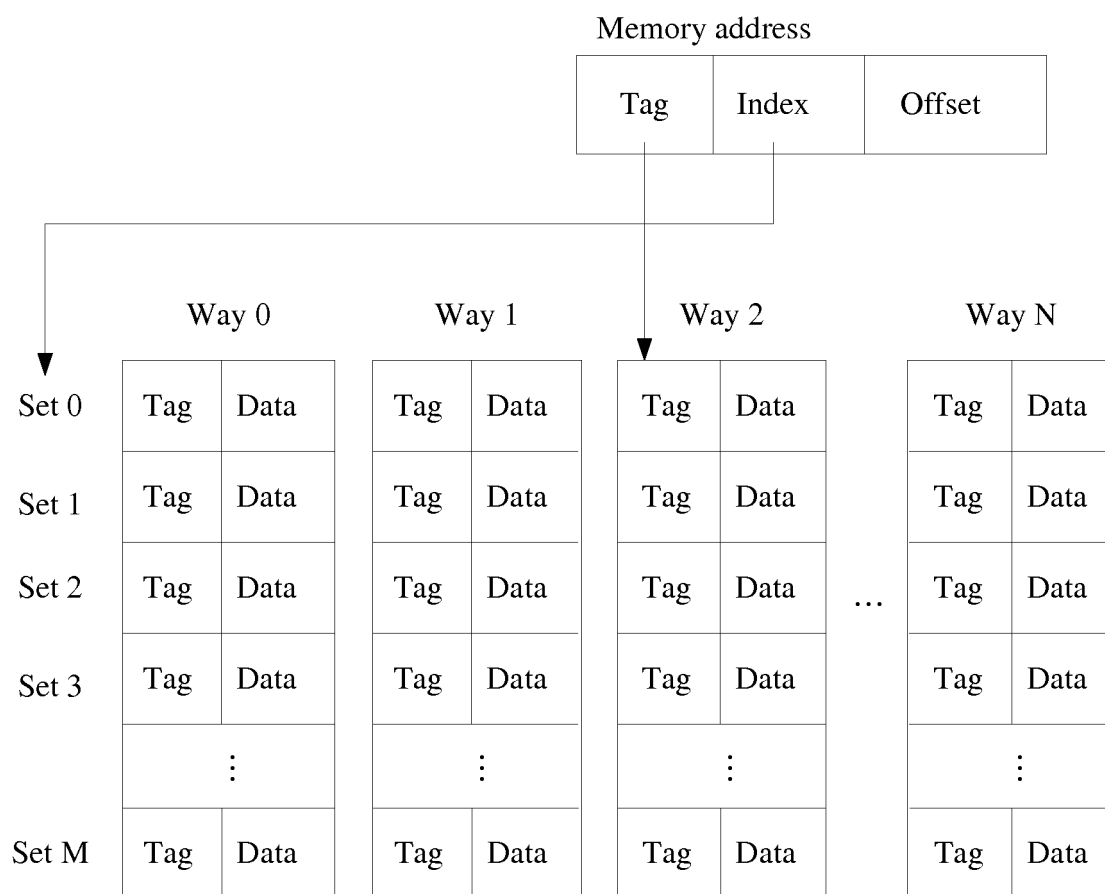 Memory address
Tag Index Offset
Way 0 Way 1 Way 2 Way N
Set 0 Tag Data Tag Data Tag Data Tag Data
Set 1 Tag Data Tag Data Tag Data Tag Data
Set 2 Tag Data Tag Data Tag Data ... Tag Data
Set 3 Tag Data Tag Data Tag Data Tag Data
⋮ ⋮ ⋮ ⋮
Set M Tag Data Tag Data Tag Data Tag Data